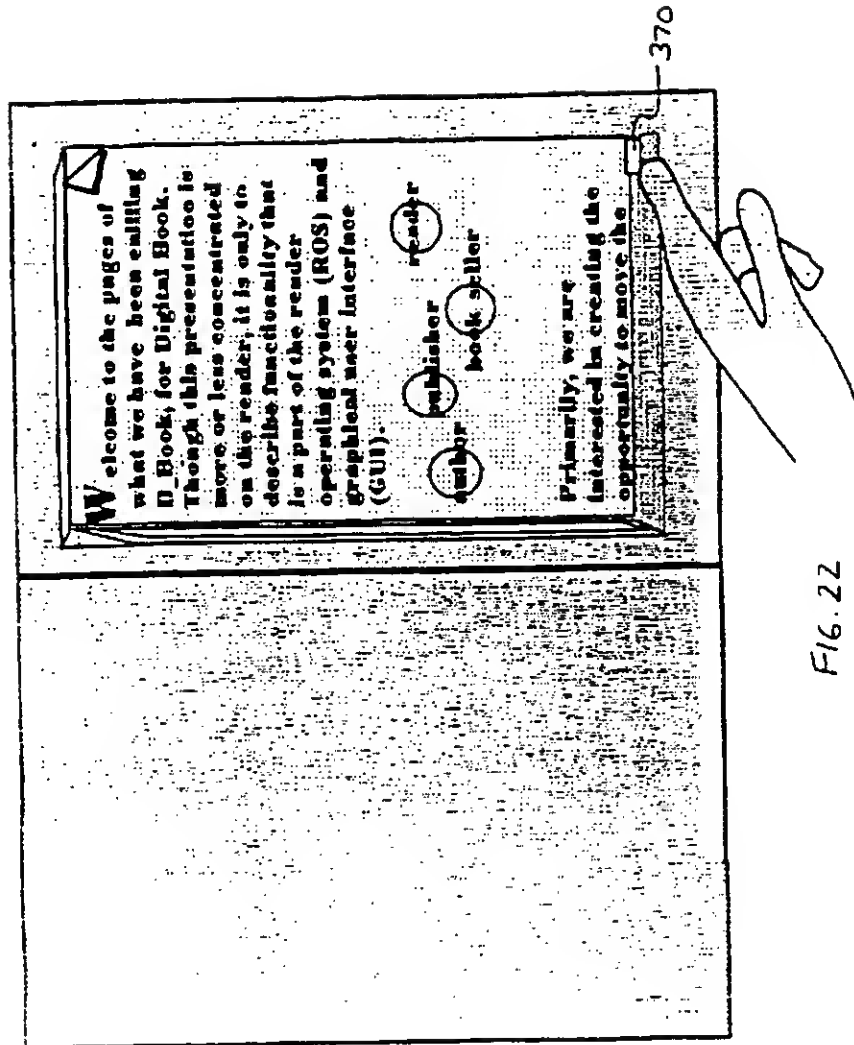 Welcome to the pages of
what we have been calling
D_Book, for Digital Book.
Though this presentation is
more or less concentrated
on the reader, it is only to
describe functionality that
is a part of the reader
operating system (ROS) and
graphical user interface
(GUI).
author
publisher
book seller
reader
Primarily, we are
interested in creating the
opportunity to move the
370
FIG. 22